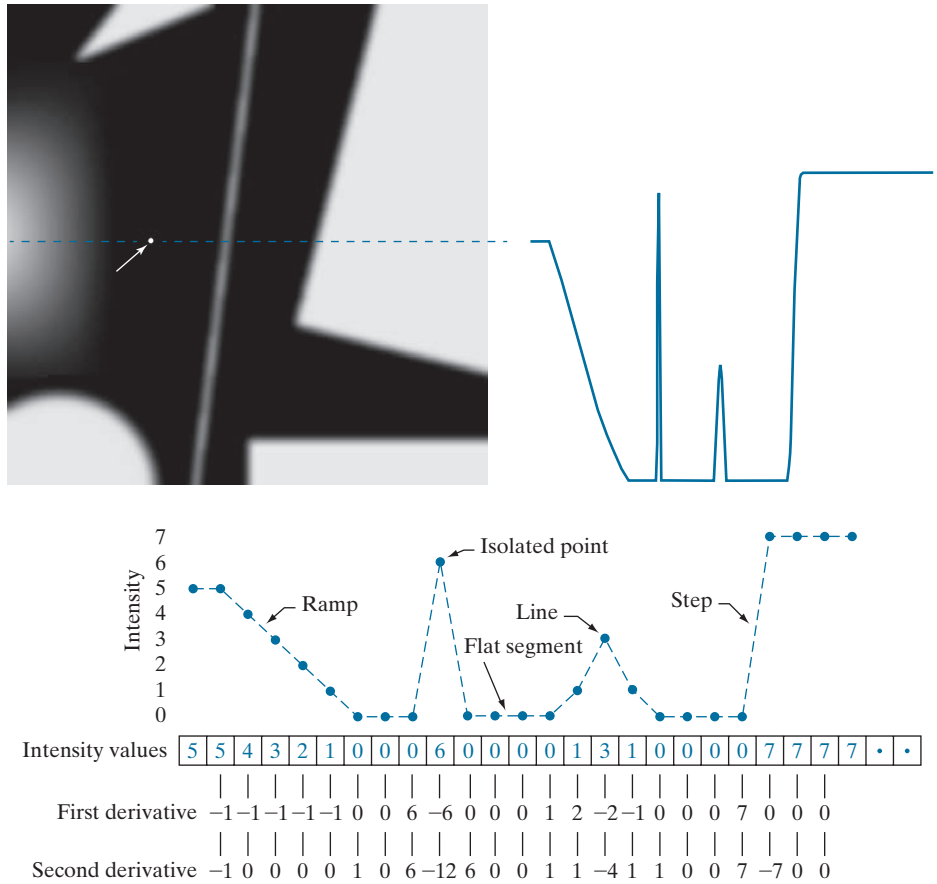 7
6
5
4
3
2
1
0
Intensity
Isolated point
Ramp
Line
Step
Flat segment
Intensity values 5 5 4 3 2 1 0 0 0 6 0 0 0 0 1 3 1 0 0 0 0 7 7 7 7 • •
First derivative −1 −1 −1 −1 −1 0 0 6 −6 0 0 0 1 2 −2 −1 0 0 0 7 0 0 0
Second derivative −1 0 0 0 0 1 0 6 −12 6 0 0 1 1 −4 1 1 0 0 7 −7 0 0